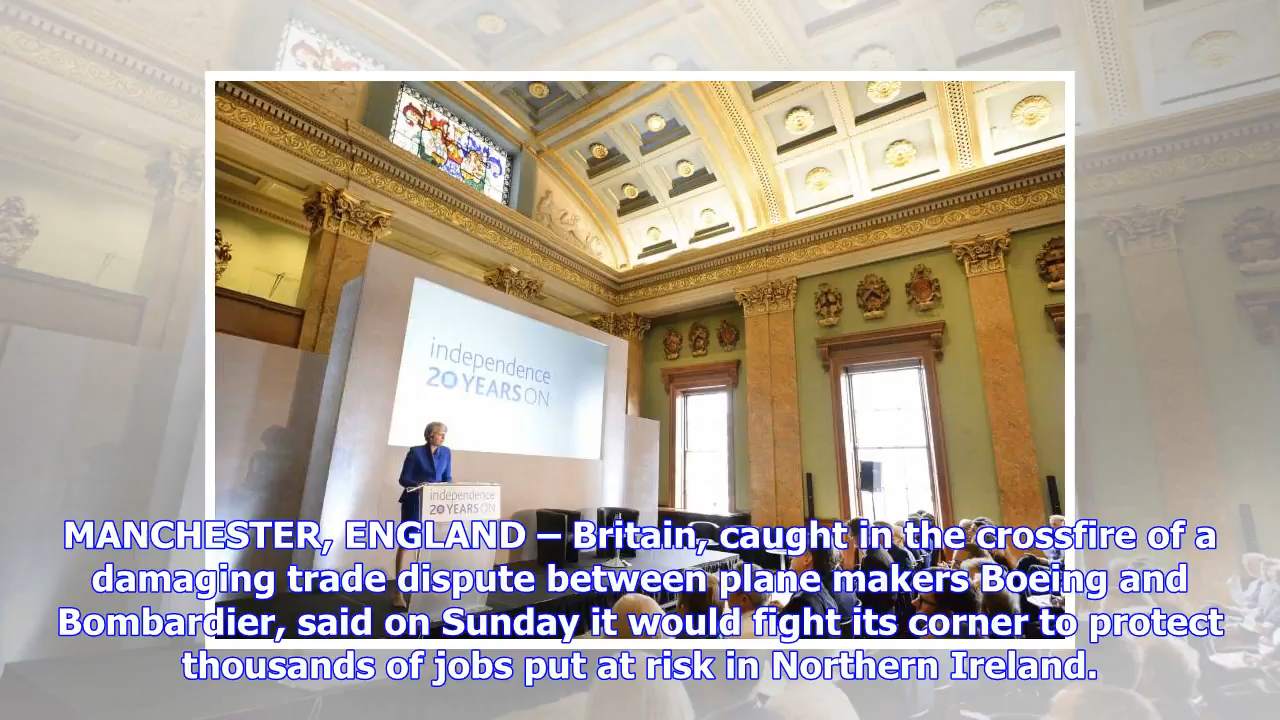 independence
20 YEARS ON
independence
20 YEARS ON
MANCHESTER, ENGLAND – Britain, caught in the crossfire of a
damaging trade dispute between plane makers Boeing and
Bombardier, said on Sunday it would fight its corner to protect
thousands of jobs put at risk in Northern Ireland.